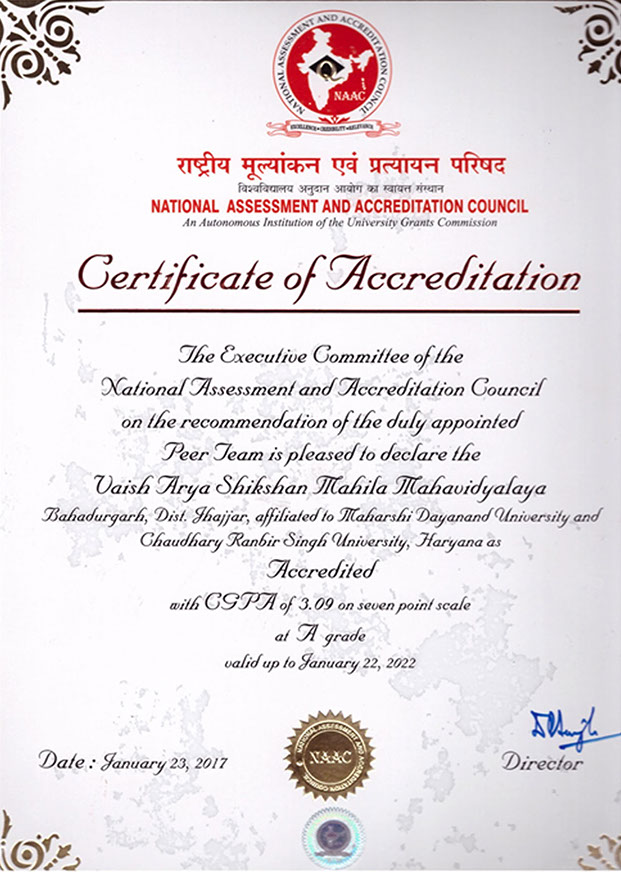 NATIONAL ASSESSMENT AND ACCREDITATION COUNCIL
NAAC
EXCELLENCE • CREDIBILITY • RELEVANCE
राष्ट्रीय मूल्यांकन एवं प्रत्यायन परिषद
विश्वविद्यालय अनुदान आयोग का स्वायत्त संस्थान
NATIONAL ASSESSMENT AND ACCREDITATION COUNCIL
An Autonomous Institution of the University Grants Commission
Certificate of Accreditation
The Executive Committee of the
National Assessment and Accreditation Council
on the recommendation of the duly appointed
Peer Team is pleased to declare the
Vaish Arya Shikshan Mahila Mahavidyalaya
Bahadurgarh, Dist. Jhajjar, affiliated to Maharshi Dayanand University and
Chaudhary Ranbir Singh University, Haryana as
Accredited
with CGPA of 3.09 on seven point scale
at A grade
valid up to January 22, 2022
Date : January 23, 2017
NATIONAL ASSESSMENT AND ACCREDITATION COUNCIL
NAAC
Director